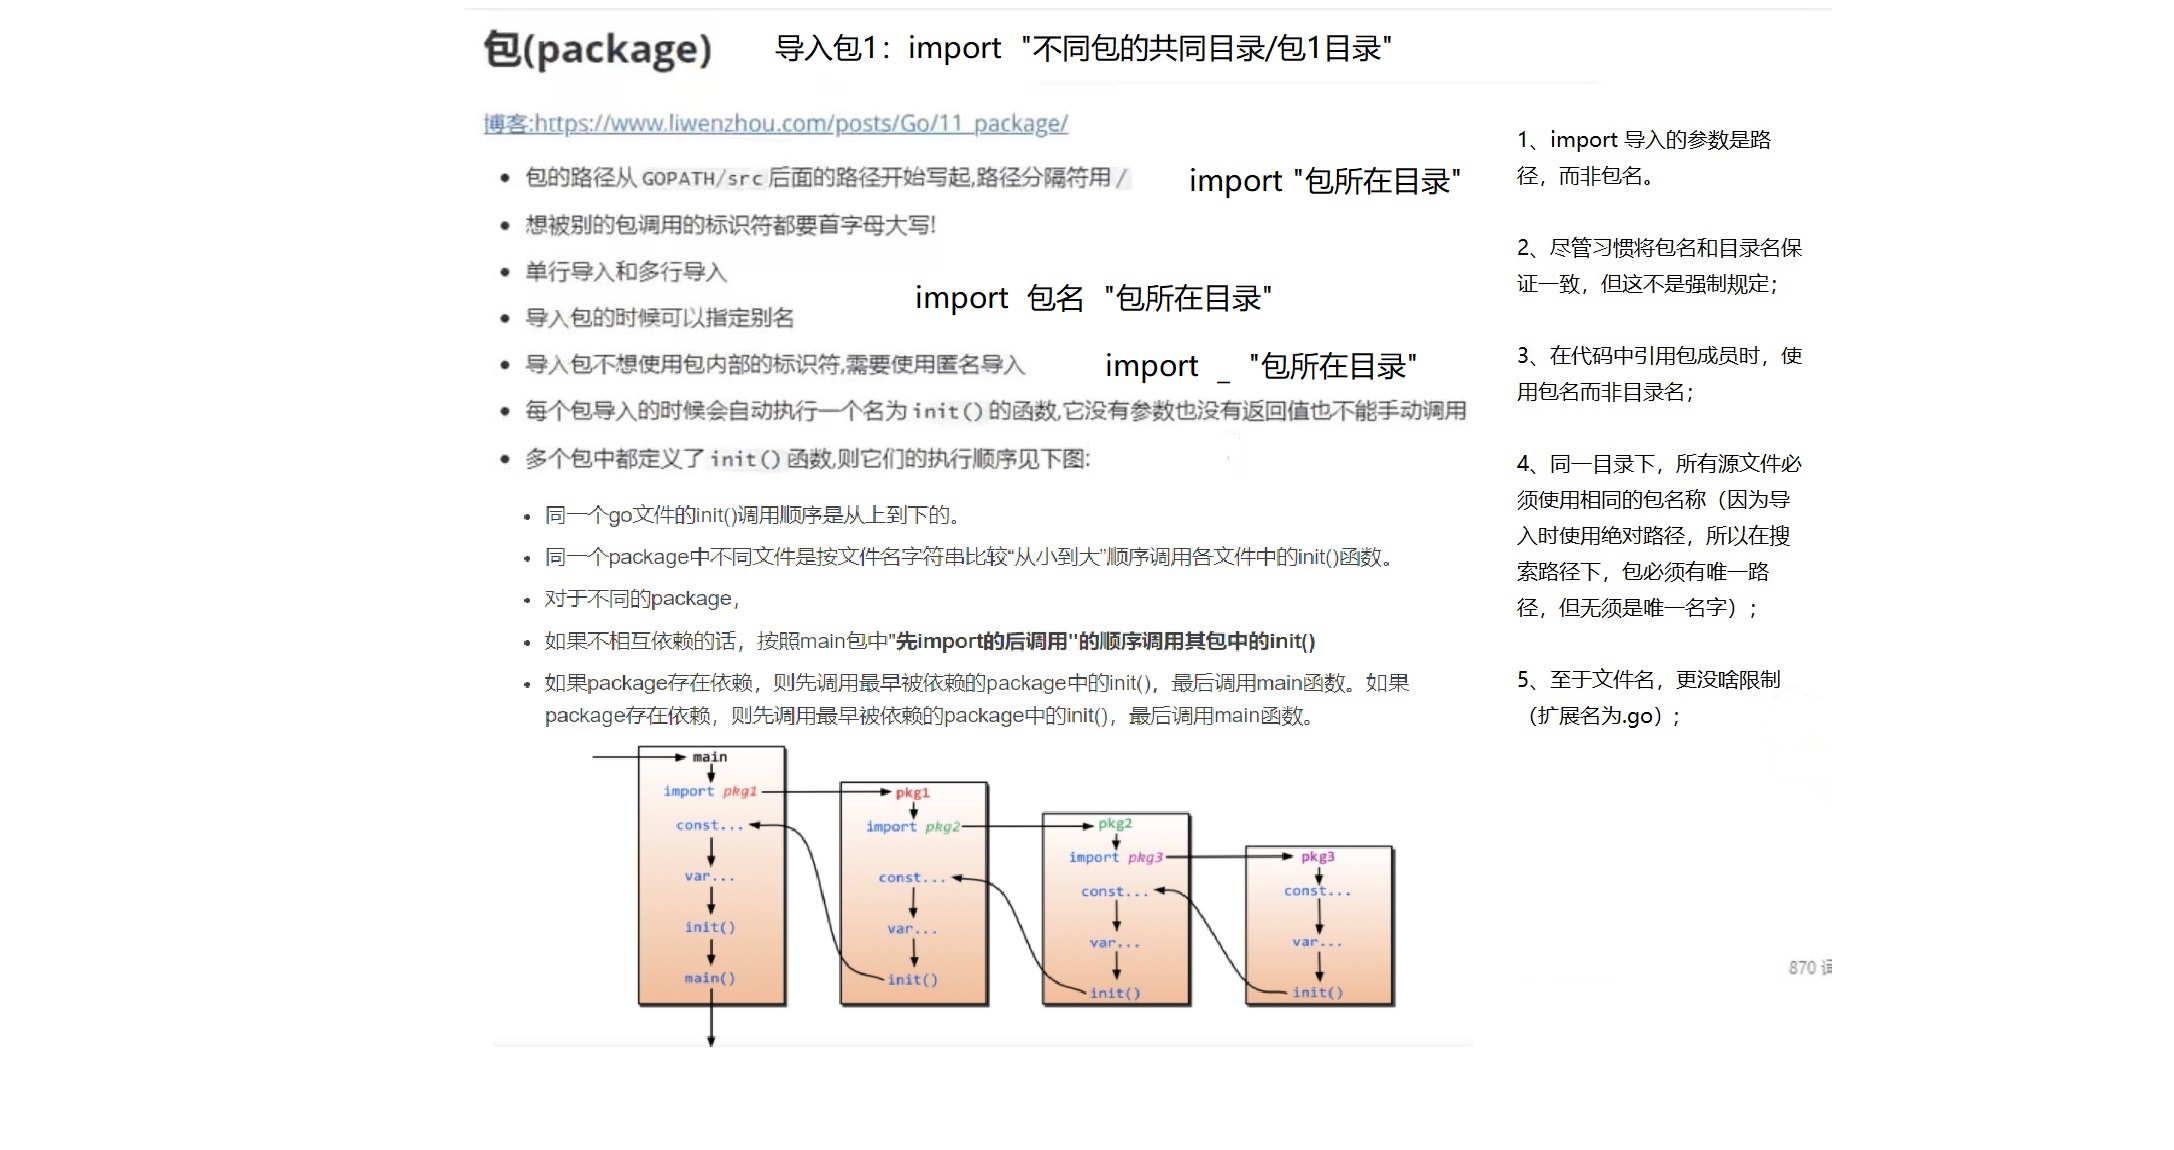 包(package) 导入包1：import "不同包的共同目录/包1目录"
博客:https://www.liwenzhou.com/posts/Go/11_package/
包的路径从 GOPATH/src 后面的路径开始写起,路径分隔符用 / import "包所在目录"
想被别的包调用的标识符都要首字母大写!
单行导入和多行导入
import 包名 "包所在目录"
导入包的时候可以指定别名
导入包不想使用包内部的标识符,需要使用匿名导入 import _ "包所在目录"
每个包导入的时候会自动执行一个名为 init() 的函数,它没有参数也没有返回值也不能手动调用
多个包中都定义了 init() 函数,则它们的执行顺序见下图:
同一个go文件的init()调用顺序是从上到下的。
同一个package中不同文件是按文件名字符串比较“从小到大”顺序调用各文件中的init()函数。
对于不同的package，
如果不相互依赖的话，按照main包中"先import的后调用"的顺序调用其包中的init()
如果package存在依赖，则先调用最早被依赖的package中的init()，最后调用main函数。如果
package存在依赖，则先调用最早被依赖的package中的init()，最后调用main函数。
1、import 导入的参数是路
径，而非包名。
2、尽管习惯将包名和目录名保
证一致，但这不是强制规定；
3、在代码中引用包成员时，使
用包名而非目录名；
4、同一目录下，所有源文件必
须使用相同的包名称（因为导
入时使用绝对路径，所以在搜
索路径下，包必须有唯一路
径，但无须是唯一名字）；
5、至于文件名，更没啥限制
（扩展名为.go）；
main
import pkg1
const...
var...
init()
main()
pkg1
import pkg2
const...
var...
init()
pkg2
import pkg3
const...
var...
init()
pkg3
const...
var...
init()
870